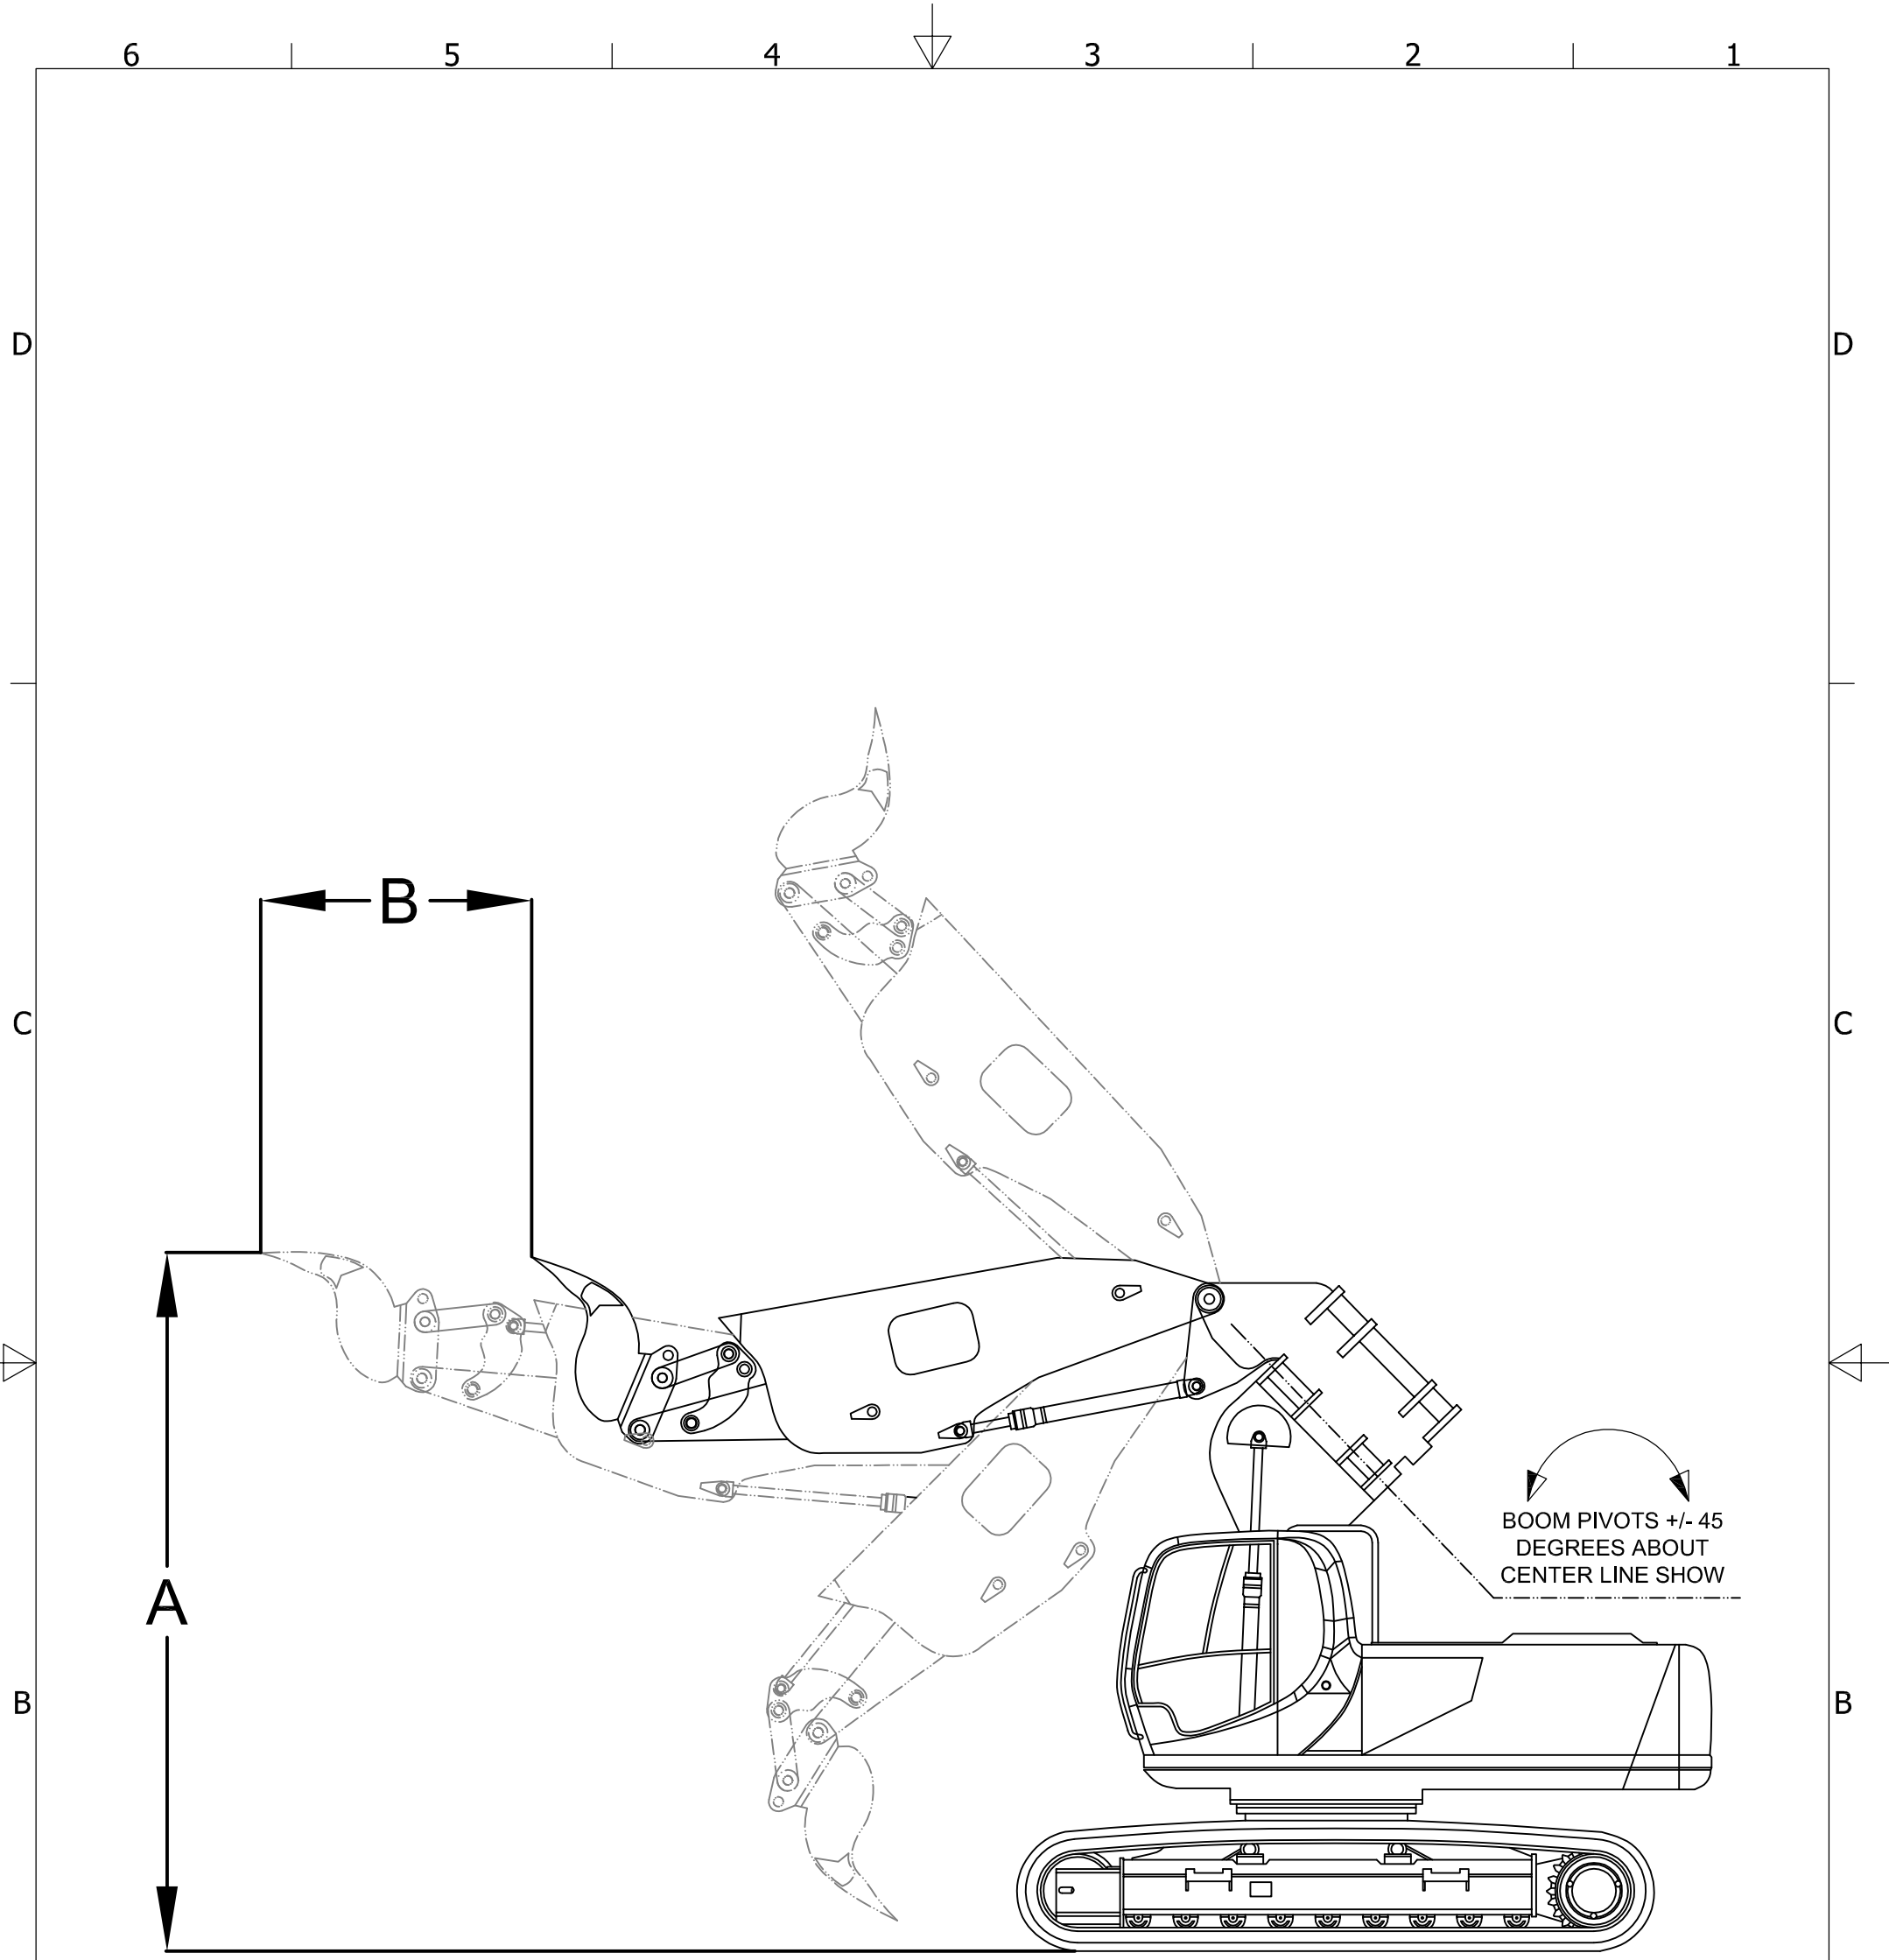 6 5 4 3 2 1
D D
B
C C
A
BOOM PIVOTS +/- 45
DEGREES ABOUT
CENTER LINE SHOW
B B